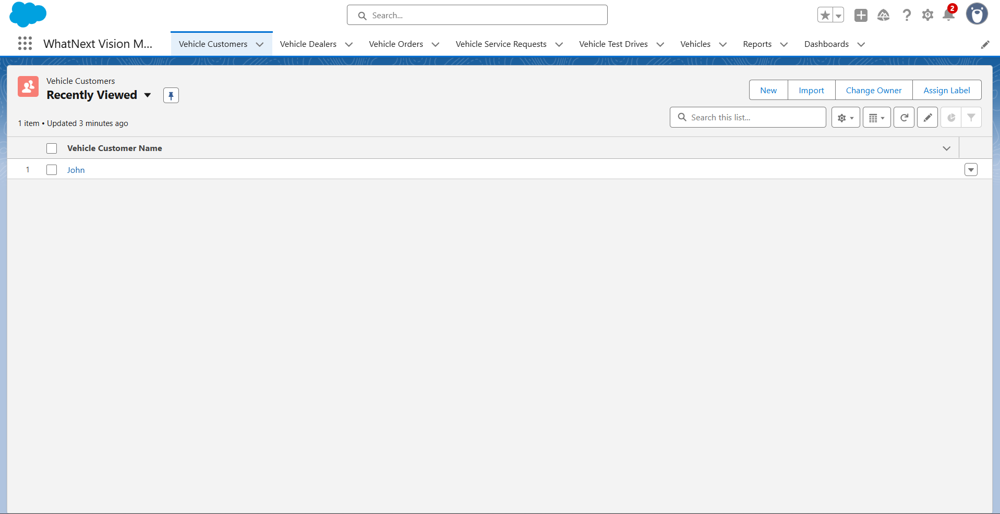 Search...
2
WhatNext Vision M...
Vehicle Customers
Vehicle Dealers
Vehicle Orders
Vehicle Service Requests
Vehicle Test Drives
Vehicles
Reports
Dashboards
Vehicle Customers
Recently Viewed
New
Import
Change Owner
Assign Label
1 item • Updated 3 minutes ago
Search this list...
Vehicle Customer Name
1
John